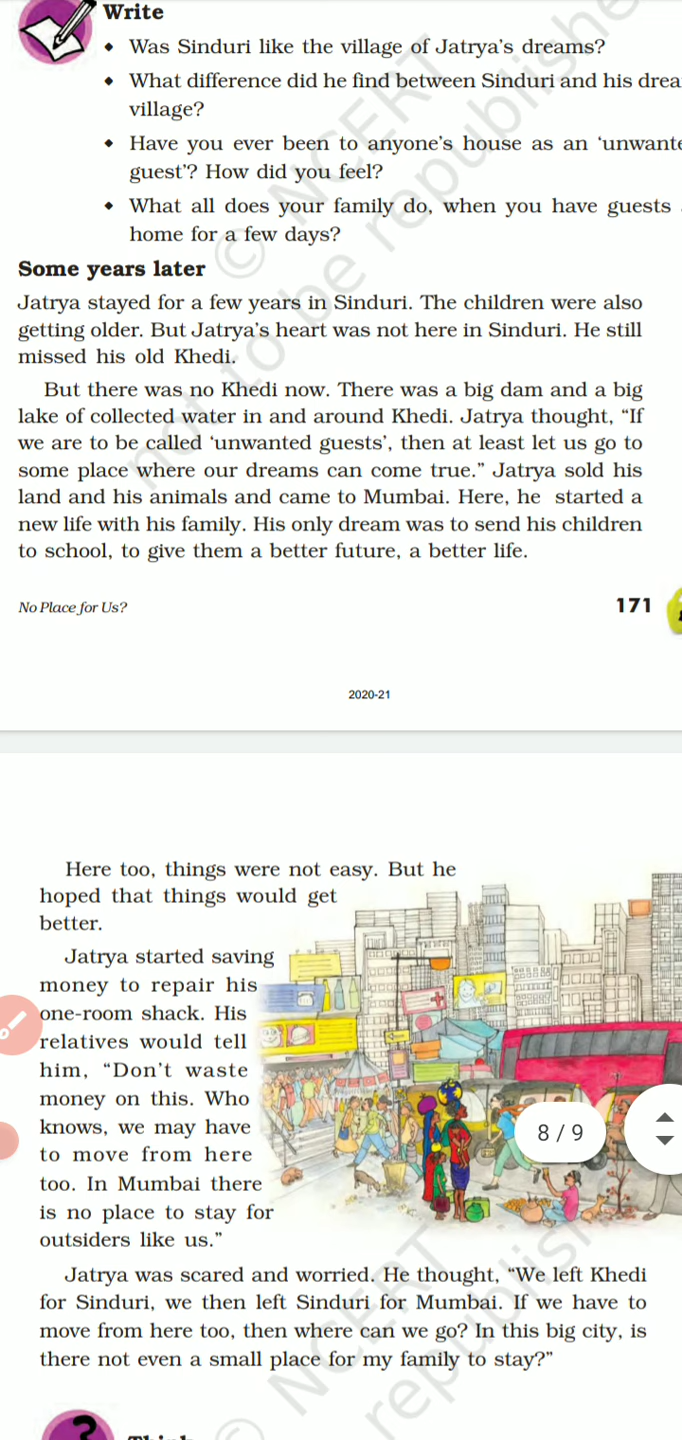 Write
• Was Sinduri like the village of Jatrya's dreams?
• What difference did he find between Sinduri and his
village?
• Have you ever been to anyone's house as an
guest'? How did you feel?
• What all does your family do, when you have guests
home for a few days?
Some years later
Jatrya stayed for a few years in Sinduri. The children were also
getting older. But Jatrya's heart was not here in Sinduri. He still
missed his old Khedi.
But there was no Khedi now. There was a big dam and a big
lake of collected water in and around Khedi. Jatrya thought, "If
we are to be called 'unwanted guests', then at least let us go to
some place where our dreams can come true." Jatrya sold his
land and his animals and came to Mumbai. Here, he started a
new life with his family. His only dream was to send his children
to school, to give them a better future, a better life.
No Place for Us?
171
2020-21
Here too, things were not easy. But he
hoped that things would get
better.
Jatrya started saving
money to repair his
one-room shack. His
relatives would tell
him, "Don't waste
money on this. Who
knows, we may have
to move from here
too. In Mumbai there
is no place to stay for
outsiders like us."
8 / 9
Jatrya was scared and worried. He thought, "We left Khedi
for Sinduri, we then left Sinduri for Mumbai. If we have to
move from here too, then where can we go? In this big city, is
there not even a small place for my family to stay?"
© NCERT
not to be republished
© NCERT
republished